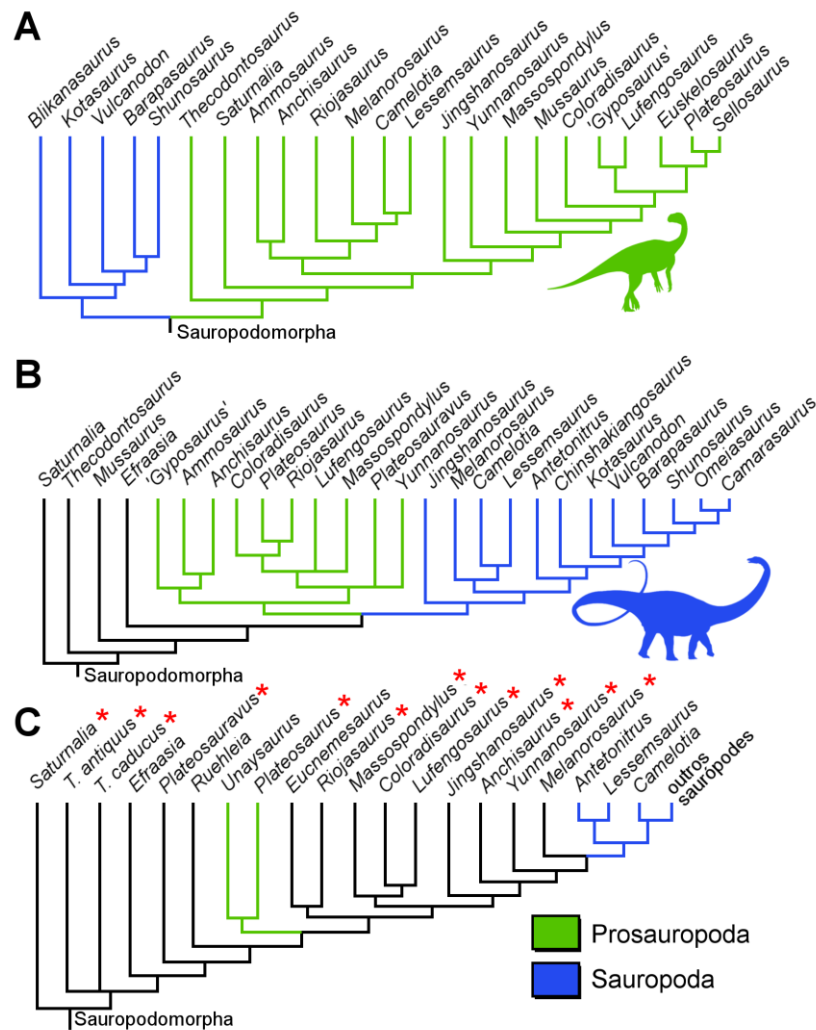 A
Blikanasaurus
Kotasaurus
Vulcanodon
Barapasaurus
Shunosaurus
Thecodontosaurus
Saturnalia
Ammosaurus
Anchisaurus
Riojasaurus
Melanorosaurus
Camelotia
Lessemsaurus
Jingshanosaurus
Yunnanosaurus
Massospondylus
Mussaurus
Coloradisaurus
'Gyposaurus'
Lufengosaurus
Euskelosaurus
Plateosaurus
Sellosaurus
Sauropodomorpha
B
Saturnalia
Thecodontosaurus
Mussaurus
Efraasia
'Gyposaurus'
Ammosaurus
Anchisaurus
Coloradisaurus
Plateosaurus
Riojasaurus
Lufengosaurus
Massospondylus
Plateosauravus
Yunnanosaurus
Jingshanosaurus
Melanorosaurus
Camelotia
Lessemsaurus
Antetonitrus
Chinshakiangosaurus
Kotasaurus
Vulcanodon
Barapasaurus
Shunosaurus
Omeiasaurus
Camarasaurus
Sauropodomorpha
C
Saturnalia *
T. antiquus *
T. caducus *
Efraasia
Plateosauravus *
Ruehleia
Unaysaurus
Plateosaurus *
Eucnemesaurus
Riojasaurus *
Massospondylus *
Coloradisaurus *
Lufengosaurus *
Jingshanosaurus *
Anchisaurus *
Yunnanosaurus *
Melanorosaurus *
Antetonitrus
Lessemsaurus
Camelotia
outros
saurópodes
Sauropodomorpha
Prosauropoda
Sauropoda